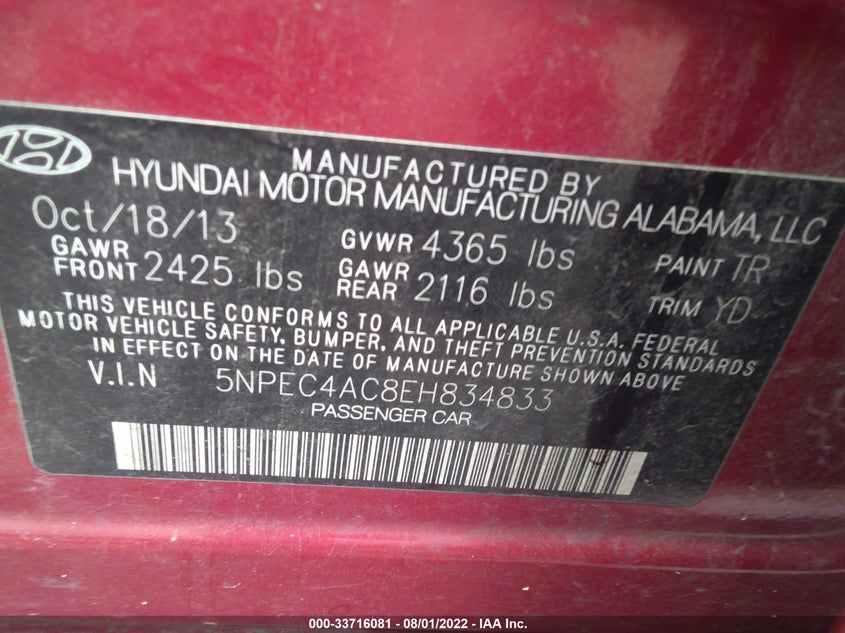 MANUFACTURED BY
HYUNDAI MOTOR MANUFACTURING ALABAMA, LLC
Oct/18/13 GVWR 4365 lbs PAINT TR
GAWR FRONT 2425 lbs GAWR REAR 2116 lbs TRIM YD
THIS VEHICLE CONFORMS TO ALL APPLICABLE U.S.A. FEDERAL
MOTOR VEHICLE SAFETY, BUMPER, AND THEFT PREVENTION STANDARDS
IN EFFECT ON THE DATE OF MANUFACTURE SHOWN ABOVE
V.I.N 5NPEC4AC8EH834833
PASSENGER CAR
000-33716081 - 08/01/2022 - IAA Inc.